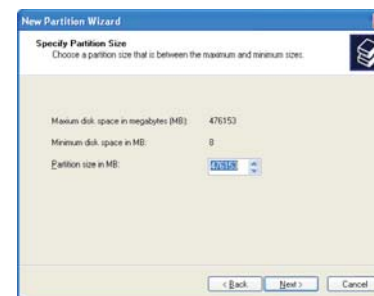 New Partition Wizard
Specify Partition Size
Choose a partition size that is between the maximum and minimum sizes.
Maxium disk space in megabytes (MB): 476153
Minimum disk space in MB: 8
Partition size in MB: 476153
< Back Next > Cancel